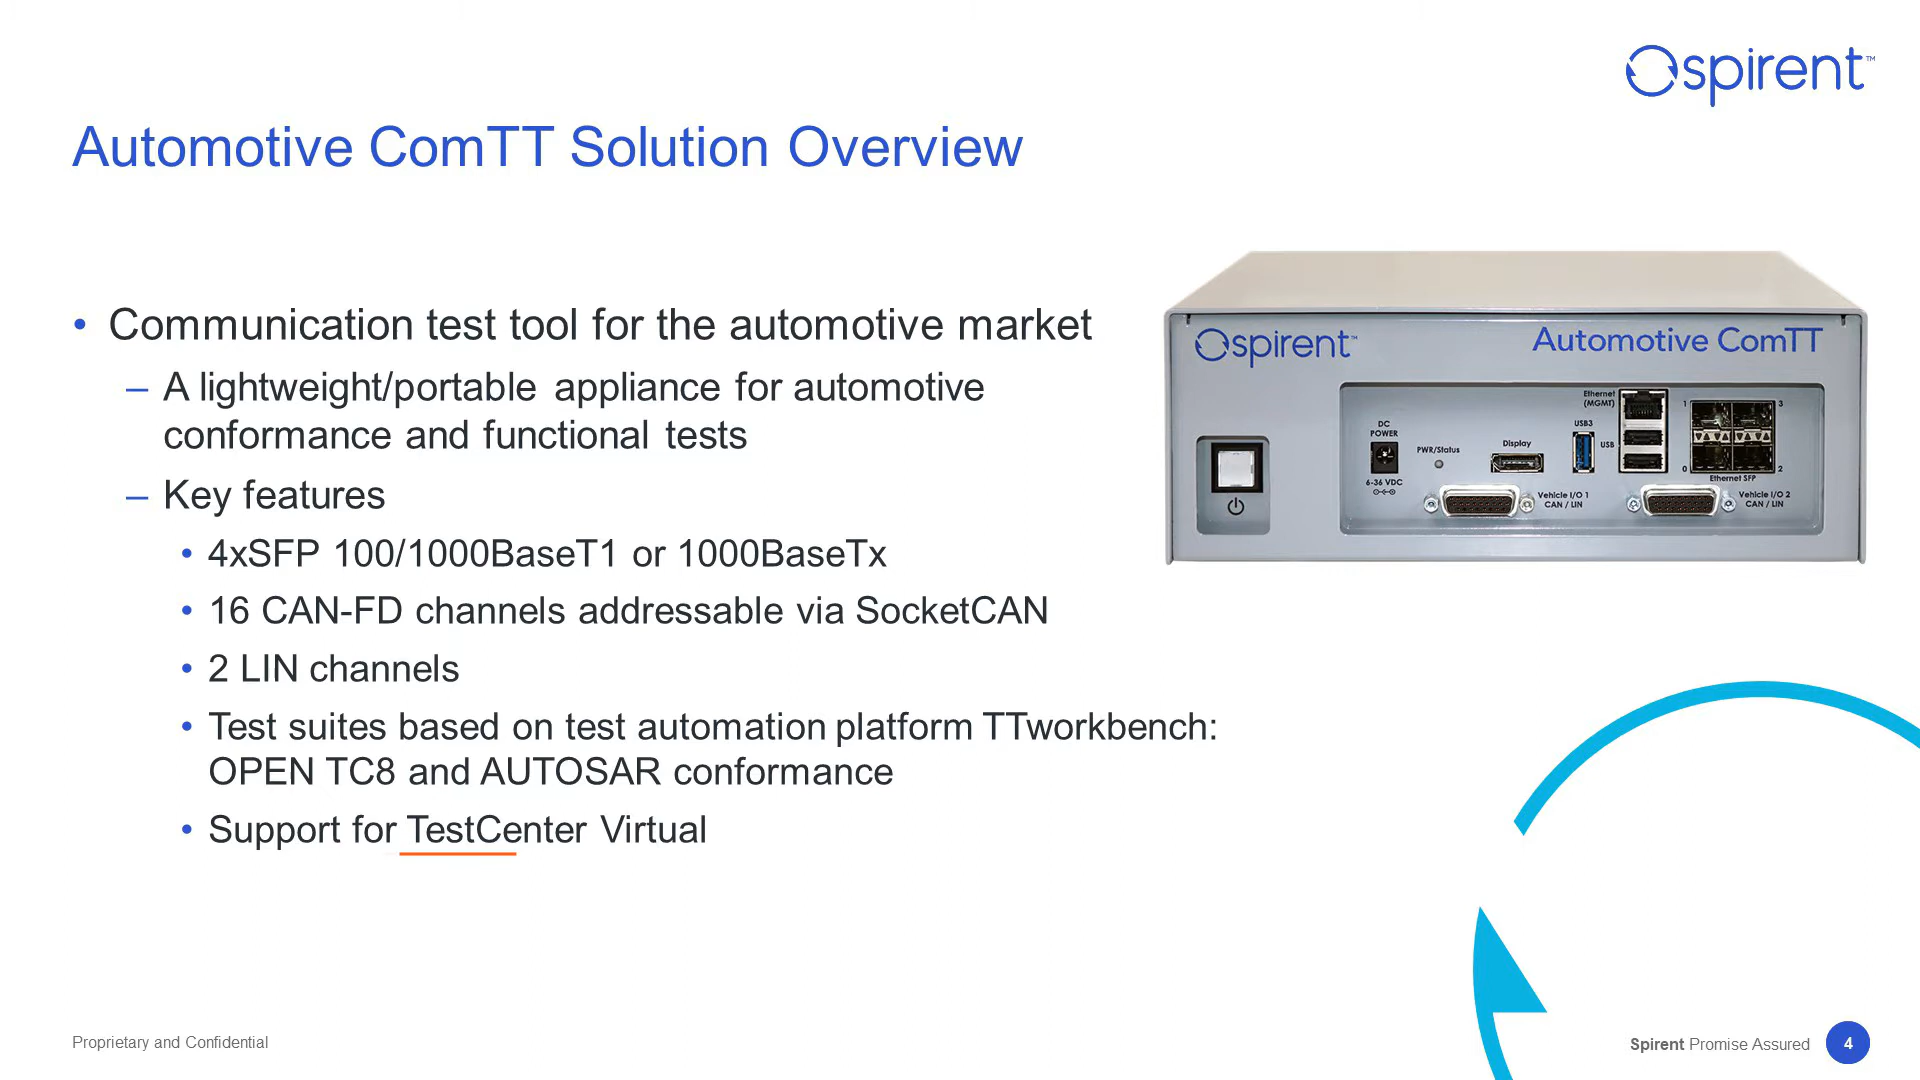 spirent™
Automotive ComTT Solution Overview
• Communication test tool for the automotive market
– A lightweight/portable appliance for automotive
conformance and functional tests
– Key features
• 4xSFP 100/1000BaseT1 or 1000BaseTx
• 16 CAN-FD channels addressable via SocketCAN
• 2 LIN channels
• Test suites based on test automation platform TTworkbench:
OPEN TC8 and AUTOSAR conformance
• Support for TestCenter Virtual
spirent™
Automotive ComTT
DC
POWER
6-36 VDC
PWR/Status
Display
USB3
Ethernet
(MGMT)
USB
1
3
0
2
Ethernet SFP
Vehicle I/O 1
CAN / LIN
Vehicle I/O 2
CAN / LIN
Proprietary and Confidential
Spirent Promise Assured
4